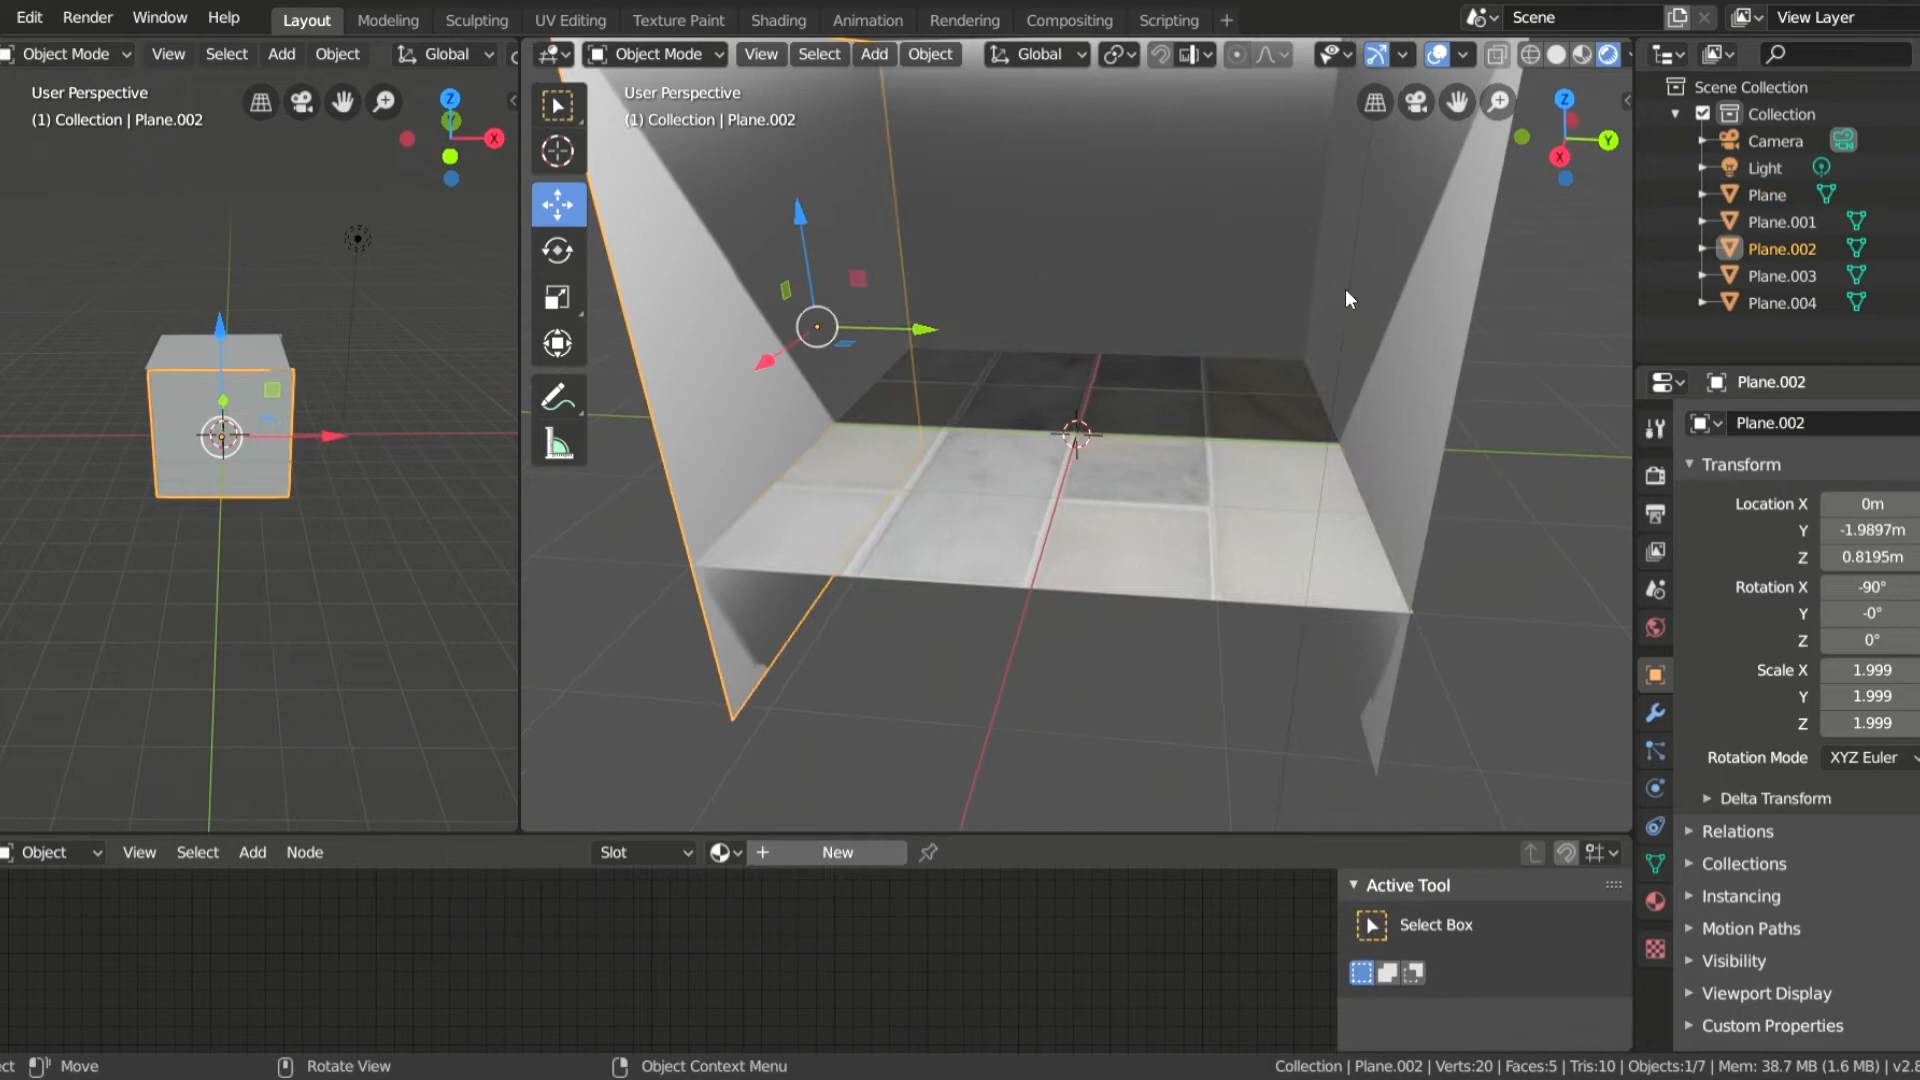 Edit Render Window Help Layout Modeling Sculpting UV Editing Texture Paint Shading Animation Rendering Compositing Scripting + Scene View Layer
Object Mode View Select Add Object Global
Object Mode View Select Add Object Global
User Perspective
(1) Collection | Plane.002
Z
X
User Perspective
(1) Collection | Plane.002
Z
Y
X
Scene Collection
Collection
Camera
Light
Plane
Plane.001
Plane.002
Plane.003
Plane.004
Plane.002
Plane.002
Transform
Location X 0m
Y -1.9897m
Z 0.8195m
Rotation X -90°
Y -0°
Z 0°
Scale X 1.999
Y 1.999
Z 1.999
Rotation Mode XYZ Euler
Delta Transform
Relations
Collections
Instancing
Motion Paths
Visibility
Viewport Display
Custom Properties
Object View Select Add Node Slot + New
Active Tool
Select Box
ct Move Rotate View Object Context Menu Collection | Plane.002 | Verts:20 | Faces:5 | Tris:10 | Objects:1/7 | Mem: 38.7 MB (1.6 MB) | v2.8